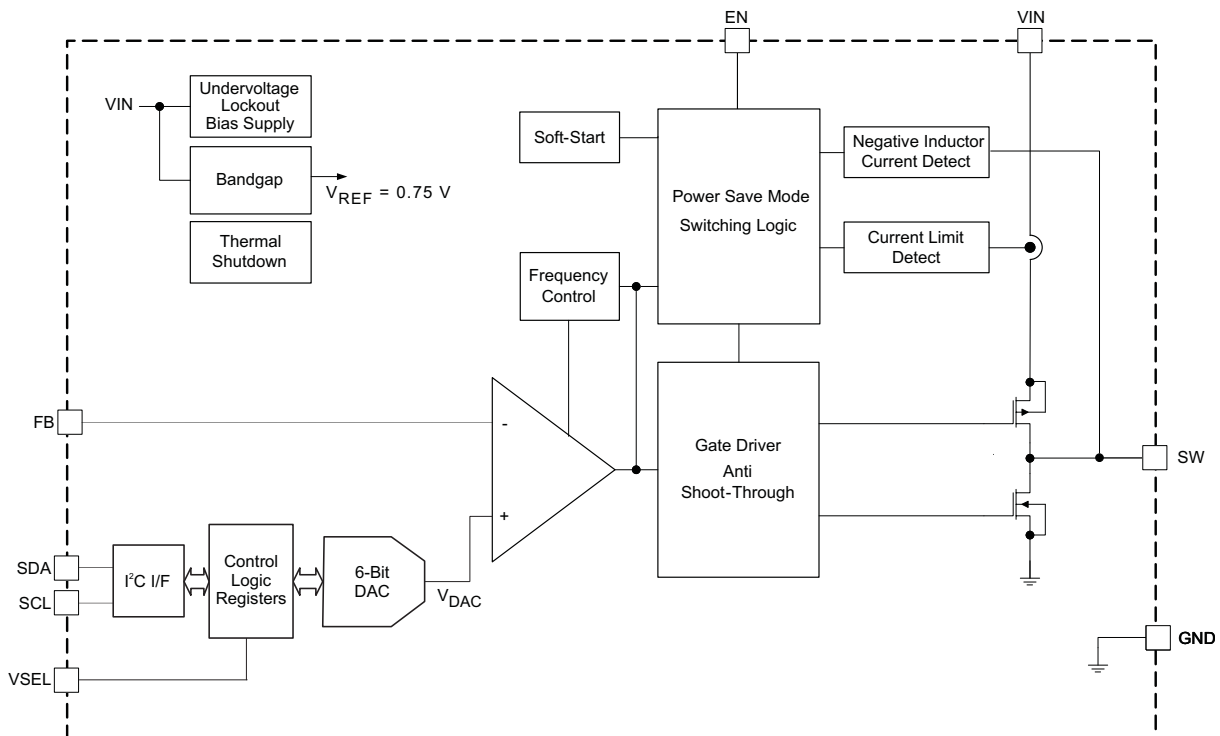 EN
VIN
VIN
Undervoltage
Lockout
Bias Supply
Bandgap
V_REF = 0.75 V
Thermal
Shutdown
Soft-Start
Power Save Mode
Switching Logic
Negative Inductor
Current Detect
Current Limit
Detect
Frequency
Control
FB
-
+
Gate Driver
Anti
Shoot-Through
SW
SDA
SCL
I²C I/F
Control
Logic
Registers
6-Bit
DAC
V_DAC
VSEL
GND